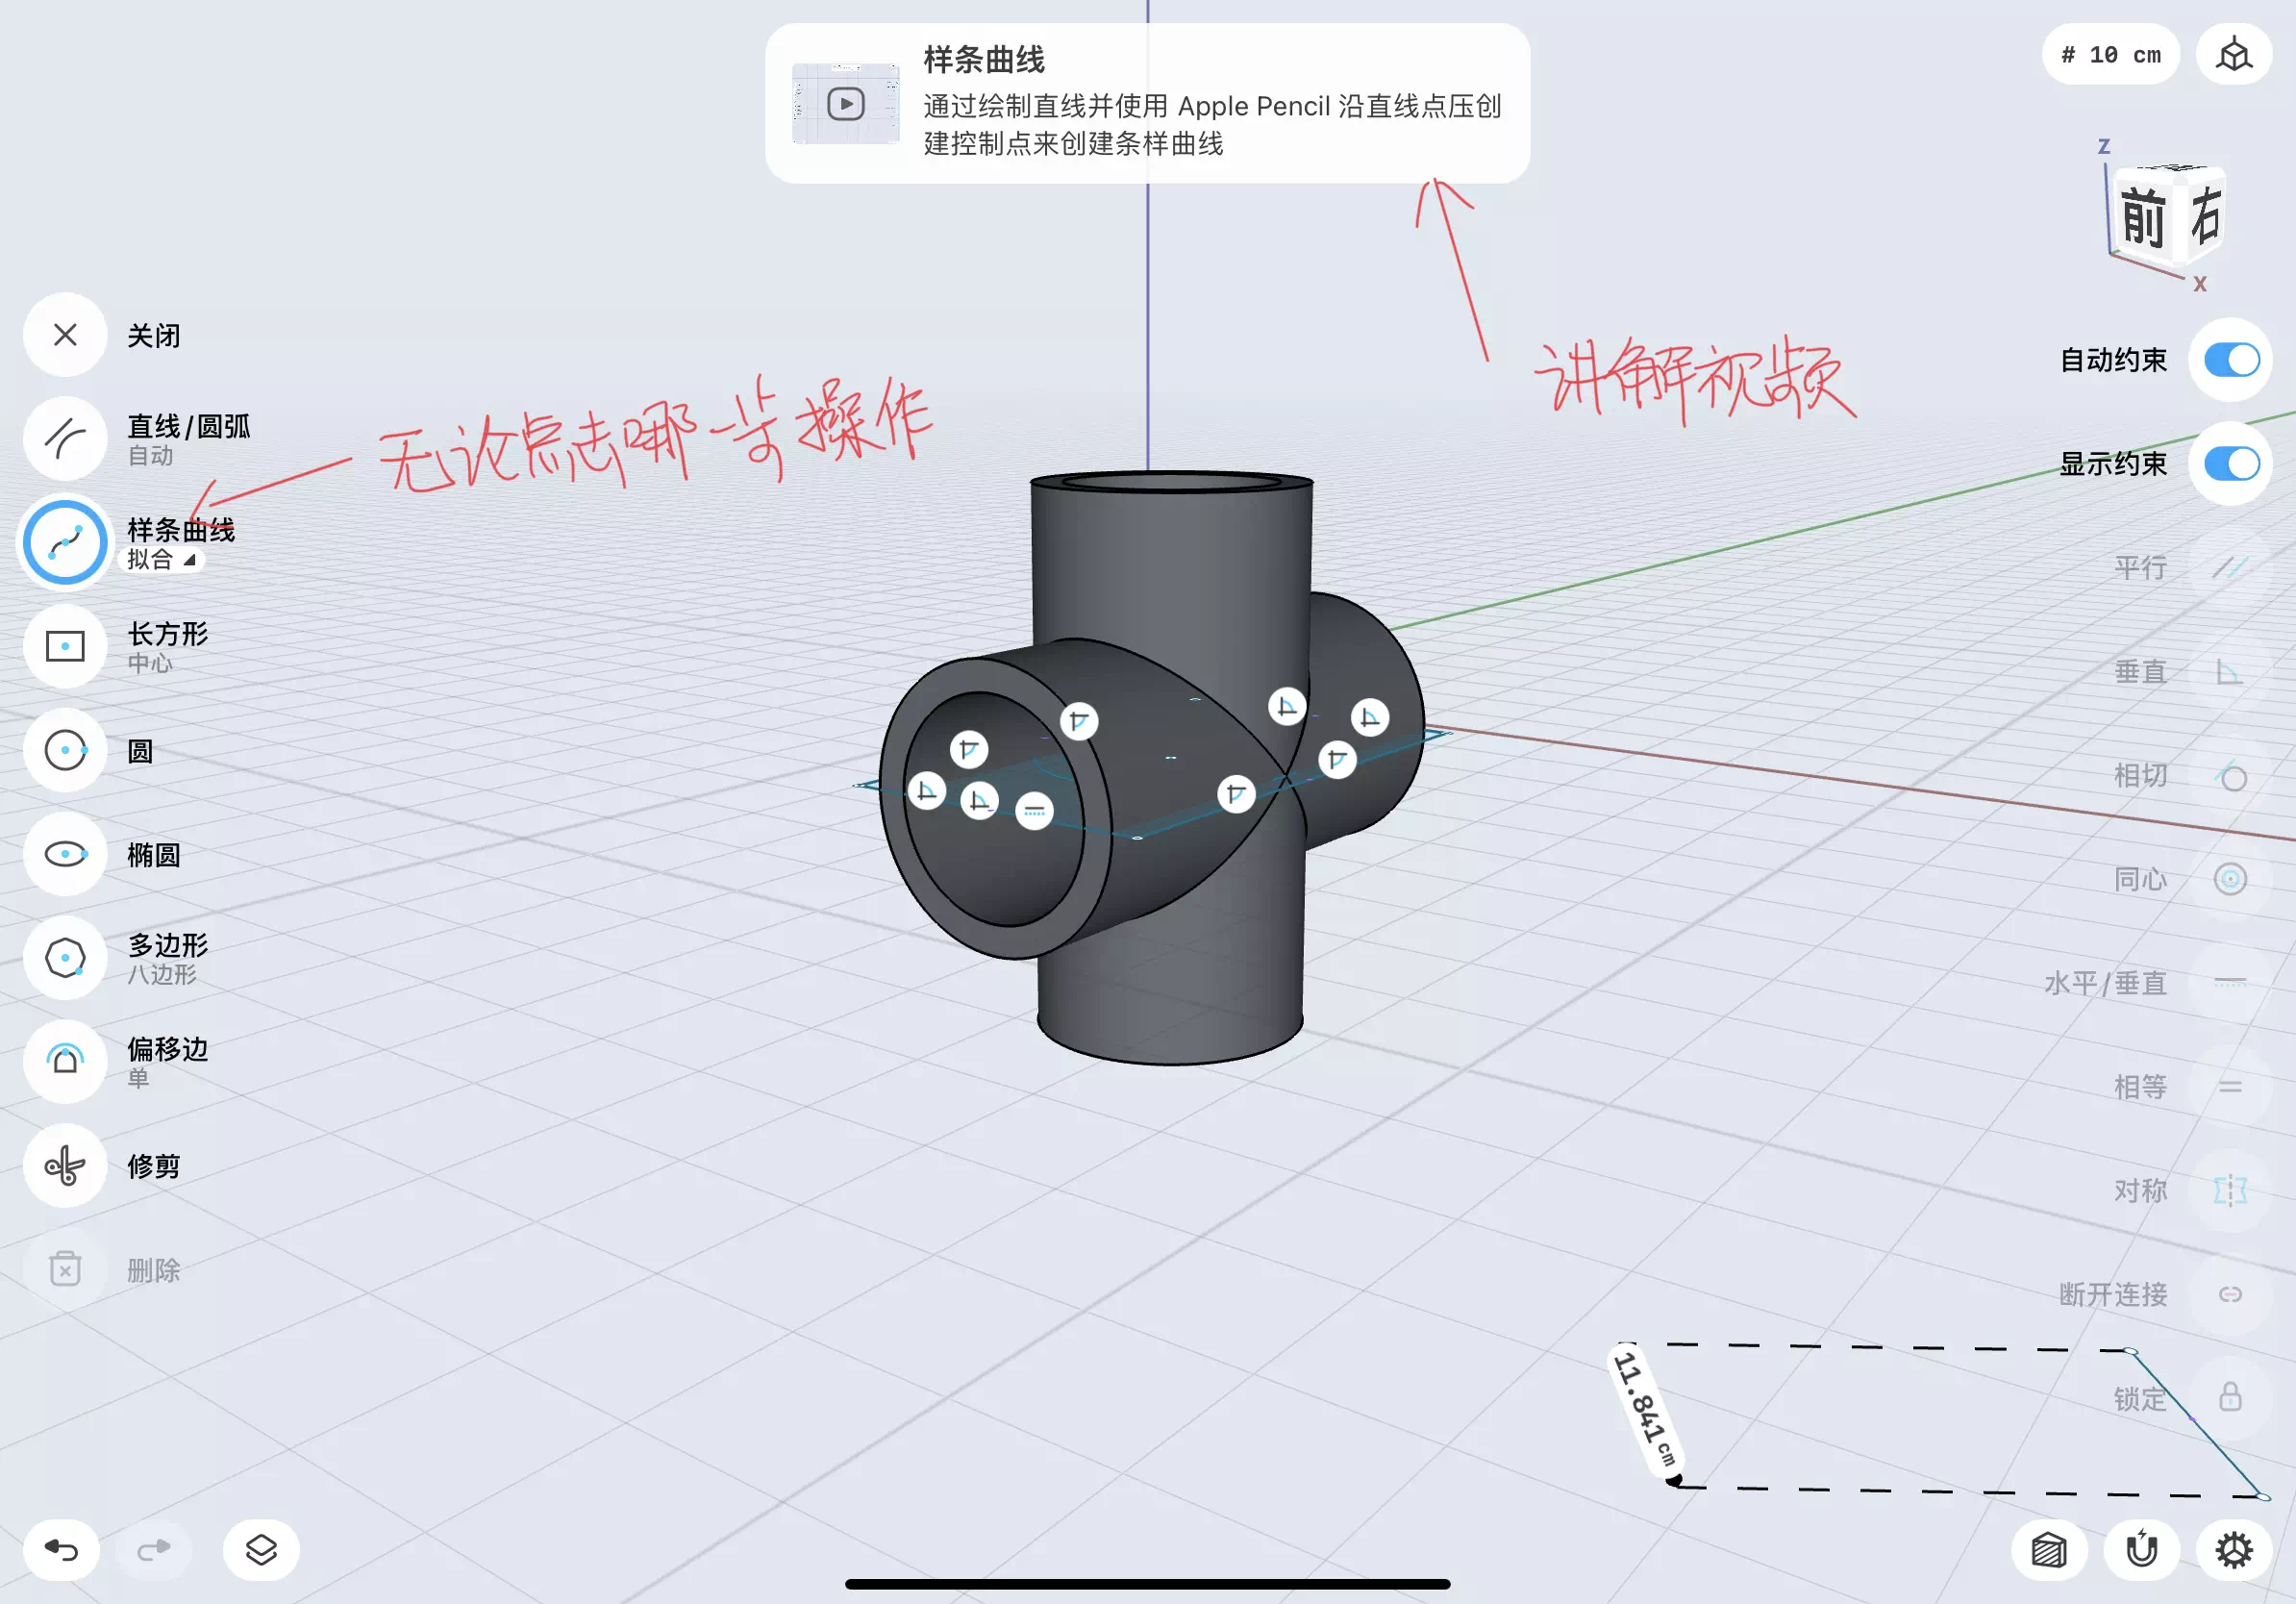 样条曲线
通过绘制直线并使用 Apple Pencil 沿直线点压创
建控制点来创建条样曲线
# 10 cm
Z
前
右
X
关闭
直线/圆弧
自动
样条曲线
拟合
长方形
中心
圆
椭圆
多边形
八边形
偏移边
单
修剪
删除
无论点击哪一步操作
讲解视频
自动约束
显示约束
平行
垂直
相切
同心
水平/垂直
相等
对称
断开连接
锁定
11.841 cm